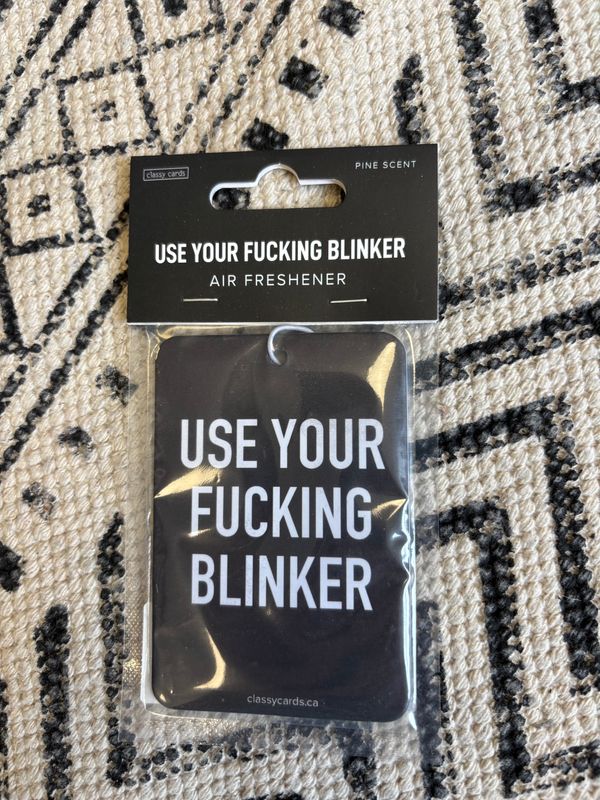 classy cards
PINE SCENT
USE YOUR FUCKING BLINKER
AIR FRESHENER
USE YOUR
FUCKING
BLINKER
classycards.ca